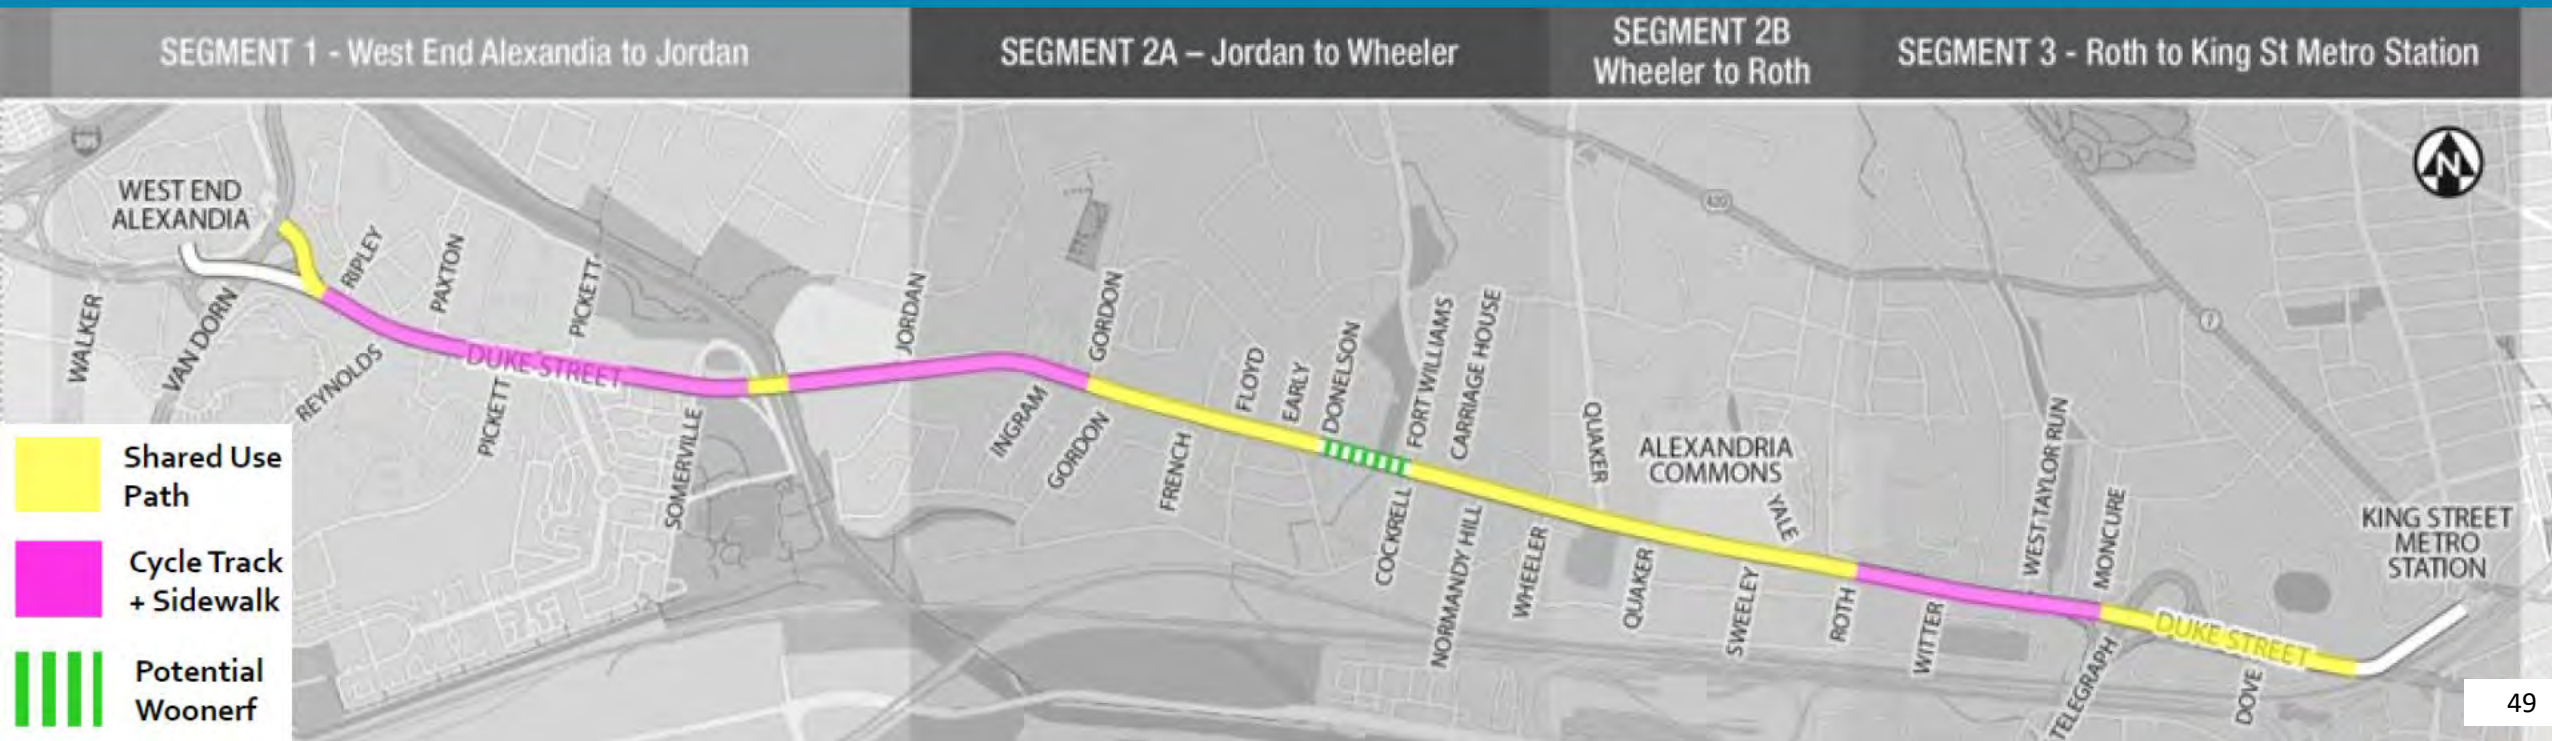 SEGMENT 1 - West End Alexandia to Jordan
SEGMENT 2A – Jordan to Wheeler
SEGMENT 2B
Wheeler to Roth
SEGMENT 3 - Roth to King St Metro Station
395
WEST END
ALEXANDIA
WALKER
VAN DORN
REYNOLDS
RIPLEY
PAXTON
PICKETT
PICKETT
DUKE STREET
SOMERVILLE
JORDAN
INGRAM
GORDON
GORDON
FRENCH
FLOYD
EARLY
DONELSON
FORT WILLIAMS
CARRIAGE HOUSE
COCKRELL
NORMANDY HILL
WHEELER
420
QUAKER
QUAKER
ALEXANDRIA
COMMONS
YALE
SWEELEY
ROTH
WITTER
WEST TAYLOR RUN
MONCURE
TELEGRAPH
7
DUKE STREET
DOVE
KING STREET
METRO
STATION
N
Shared Use
Path
Cycle Track
+ Sidewalk
Potential
Woonerf
49